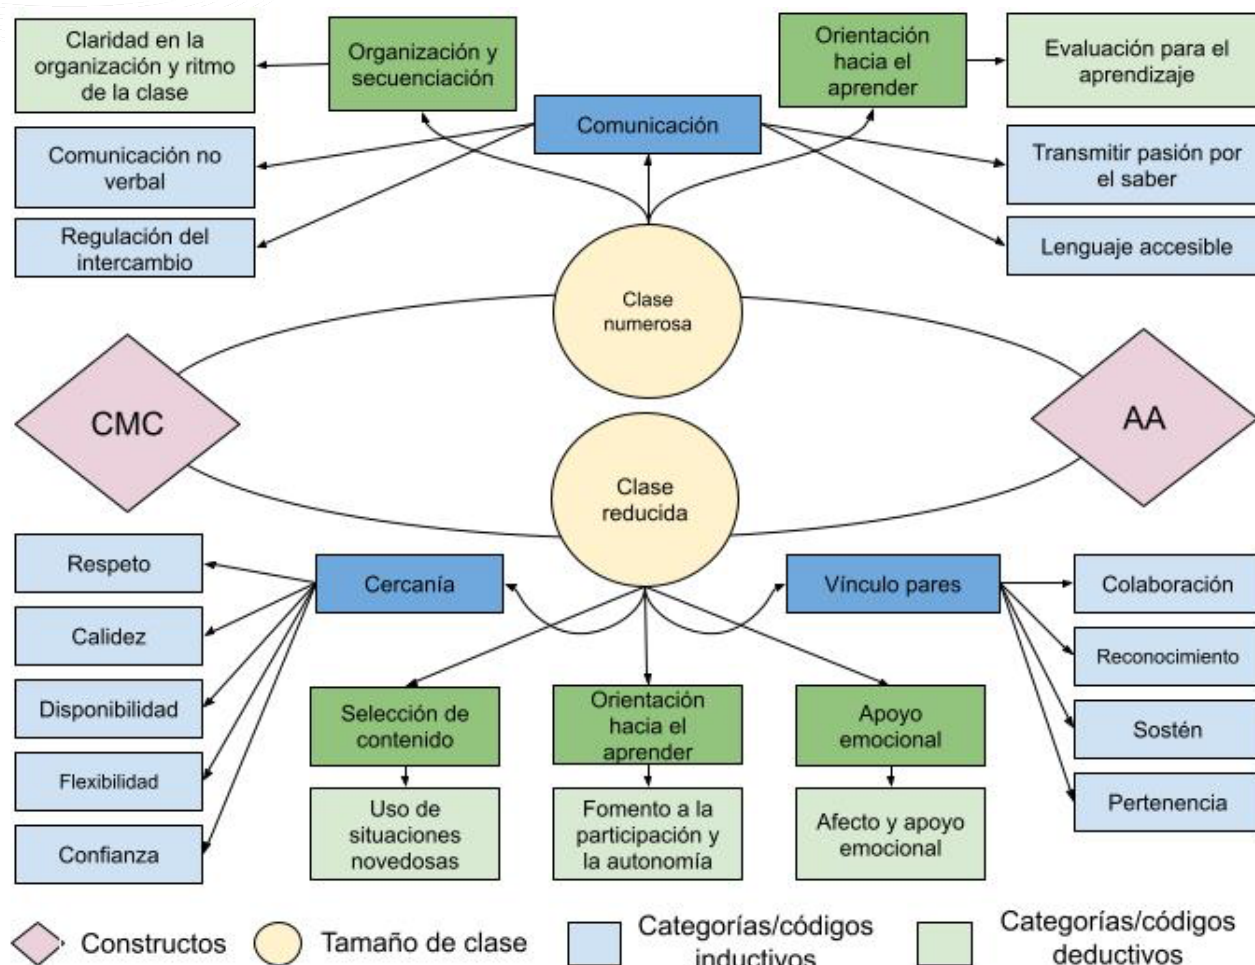 Claridad en la
organización y ritmo
de la clase
Organización y
secuenciación
Orientación
hacia el
aprender
Evaluación para el
aprendizaje
Comunicación
Comunicación no
verbal
Transmitir pasión por
el saber
Regulación del
intercambio
Lenguaje accesible
Clase
numerosa
CMC
AA
Clase
reducida
Respeto
Cercanía
Vínculo pares
Colaboración
Calidez
Reconocimiento
Disponibilidad
Selección de
contenido
Orientación
hacia el
aprender
Apoyo
emocional
Sostén
Flexibilidad
Uso de
situaciones
novedosas
Fomento a la
participación y
la autonomía
Afecto y apoyo
emocional
Pertenencia
Confianza
Constructos
Tamaño de clase
Categorías/códigos
inductivos
Categorías/códigos
deductivos